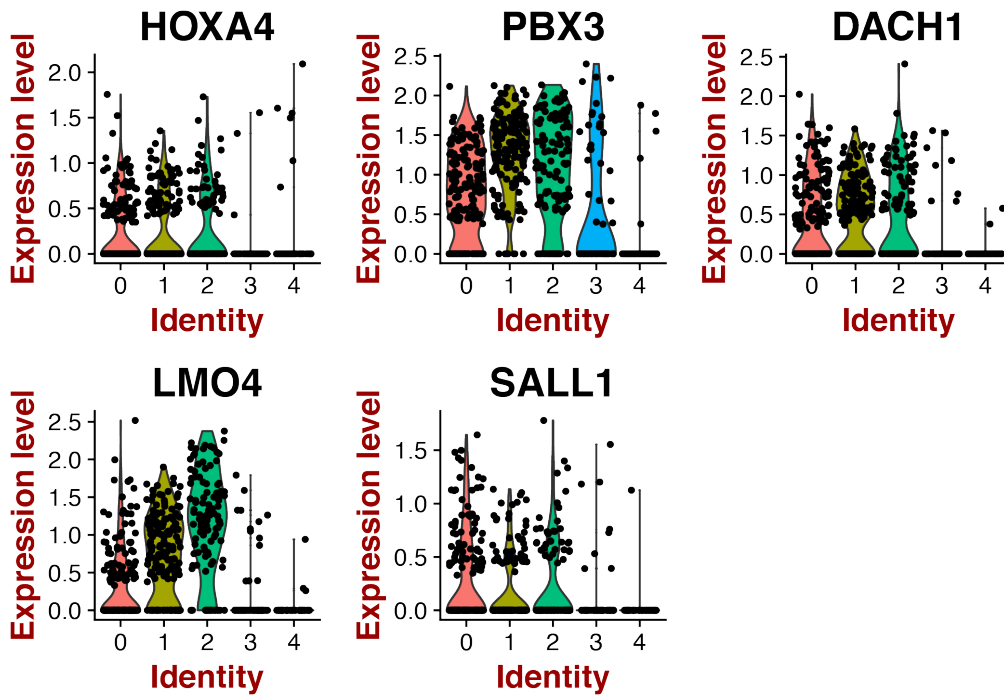 HOXA4 PBX3 DACH1
Expression level Expression level Expression level
2.0 2.5 2.5
1.5 2.0 2.0
1.0 1.5 1.5
0.5 1.0 1.0
0.0 0.5 0.5
0.0 0.0
0 1 2 3 4 0 1 2 3 4 0 1 2 3 4
Identity Identity Identity
LMO4 SALL1
Expression level Expression level
2.5 1.5
2.0 1.0
1.5 0.5
1.0 0.0
0.5
0.0
0 1 2 3 4 0 1 2 3 4
Identity Identity